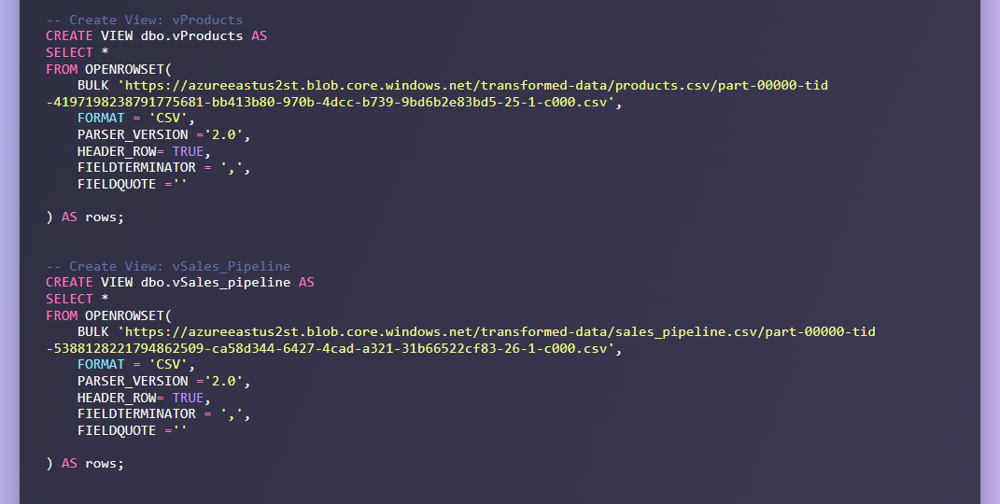 -- Create View: vProducts
CREATE VIEW dbo.vProducts AS
SELECT *
FROM OPENROWSET(
    BULK 'https://azureeastus2st.blob.core.windows.net/transformed-data/products.csv/part-00000-tid
-4197198238791775681-bb413b80-970b-4dcc-b739-9bd6b2e83bd5-25-1-c000.csv',
    FORMAT = 'CSV',
    PARSER_VERSION ='2.0',
    HEADER_ROW= TRUE,
    FIELDTERMINATOR = ',',
    FIELDQUOTE =''
) AS rows;
-- Create View: vSales_Pipeline
CREATE VIEW dbo.vSales_pipeline AS
SELECT *
FROM OPENROWSET(
    BULK 'https://azureeastus2st.blob.core.windows.net/transformed-data/sales_pipeline.csv/part-00000-tid
-5388128221794862509-ca58d344-6427-4cad-a321-31b66522cf83-26-1-c000.csv',
    FORMAT = 'CSV',
    PARSER_VERSION ='2.0',
    HEADER_ROW= TRUE,
    FIELDTERMINATOR = ',',
    FIELDQUOTE =''
) AS rows;